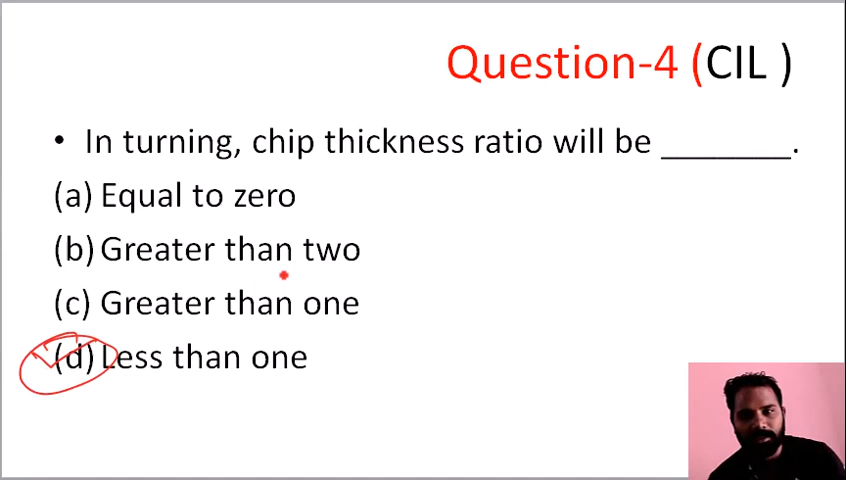 Question-4 (CIL )
• In turning, chip thickness ratio will be _______.
(a) Equal to zero
(b) Greater than two
(c) Greater than one
(d) Less than one